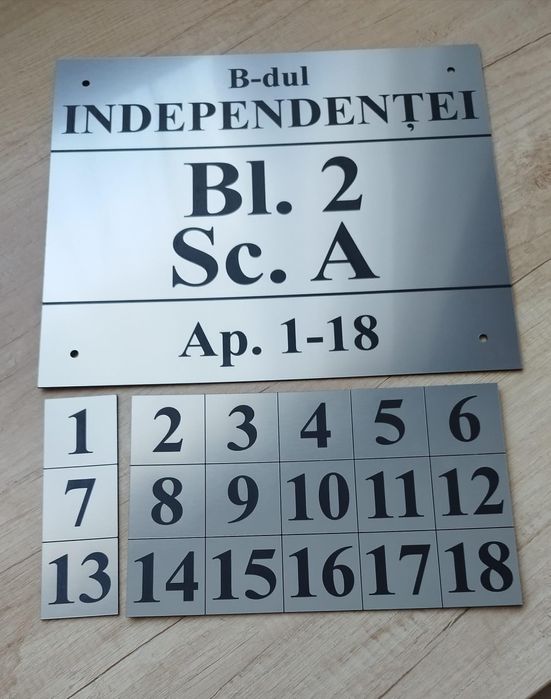 B-dul
INDEPENDENȚEI
Bl. 2
Sc. A
Ap. 1-18
1 2 3 4 5 6
7 8 9 10 11 12
13 14 15 16 17 18